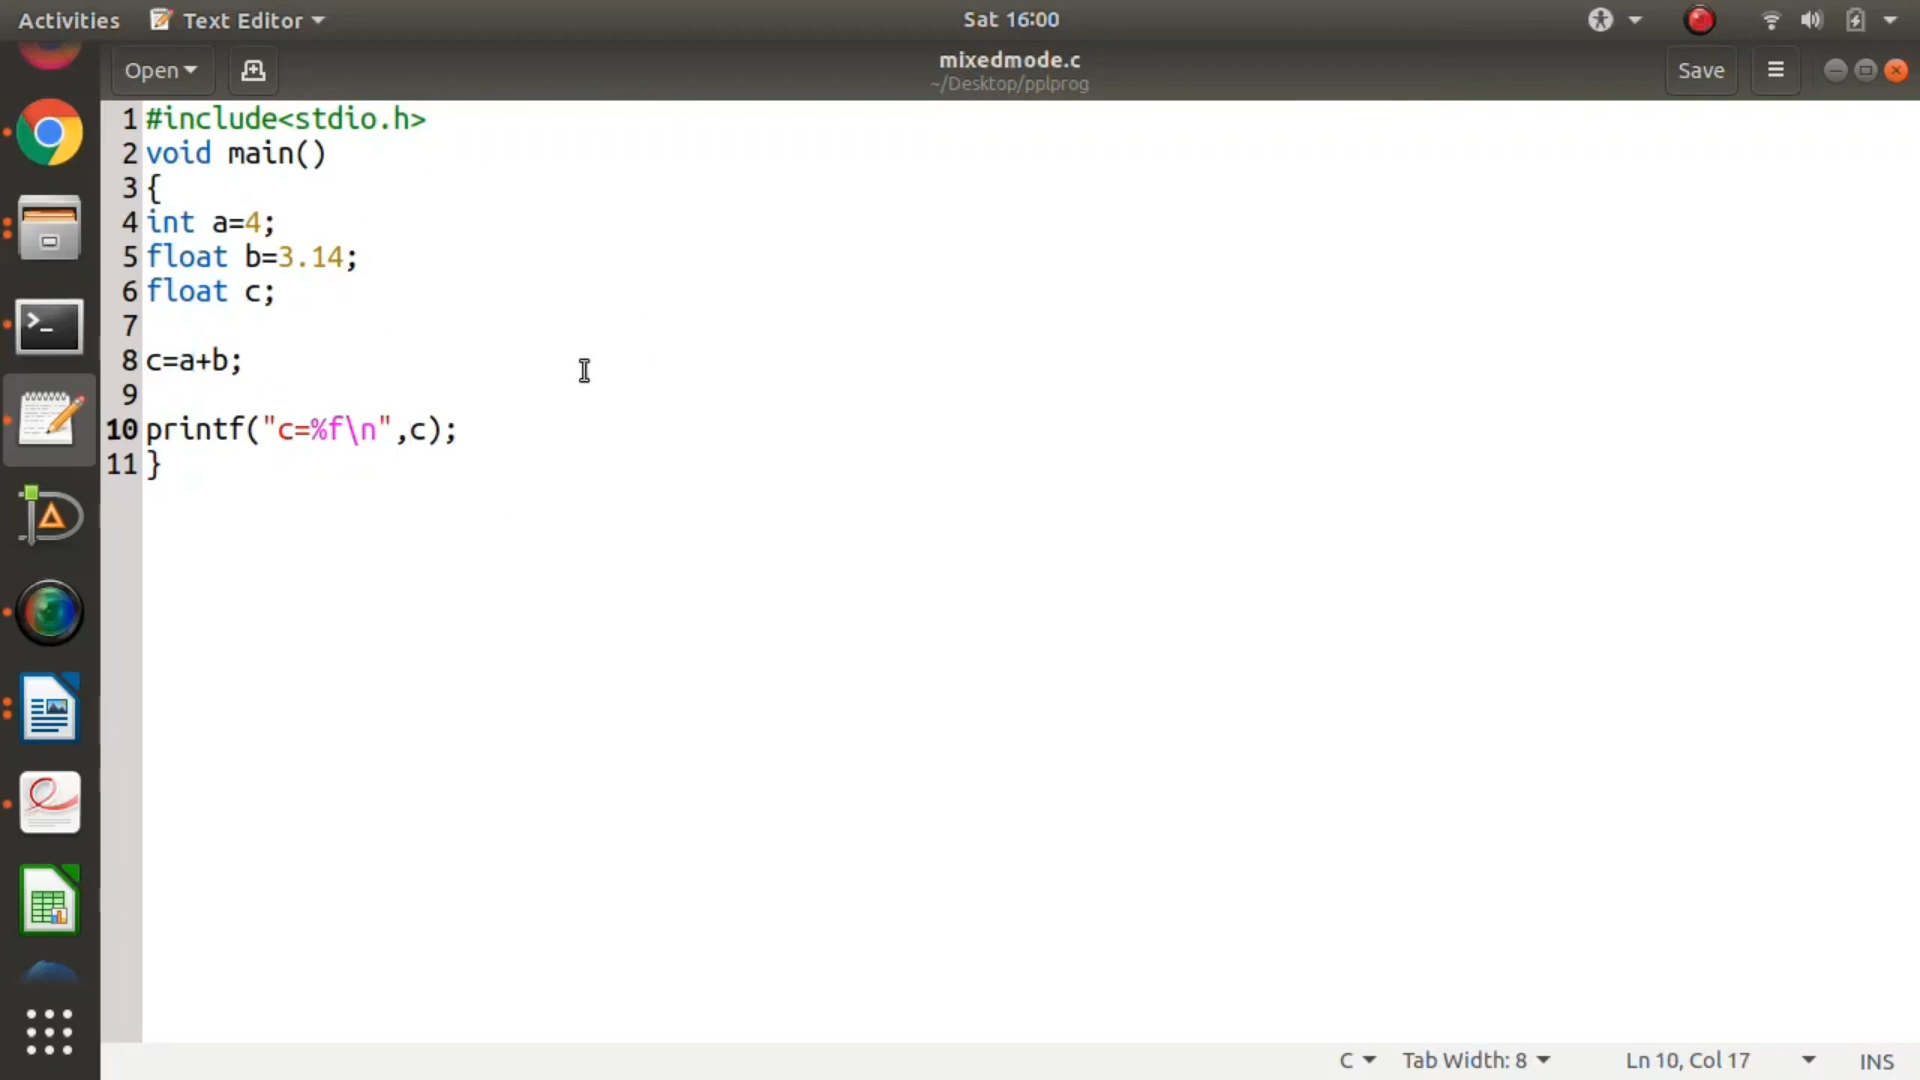 Activities Text Editor Sat 16:00
Open mixedmode.c Save
~/Desktop/pplprog
1 #include<stdio.h>
2 void main()
3 {
4 int a=4;
5 float b=3.14;
6 float c;
7
8 c=a+b;
9
10 printf("c=%f\n",c);
11 }
C Tab Width: 8 Ln 10, Col 17 INS